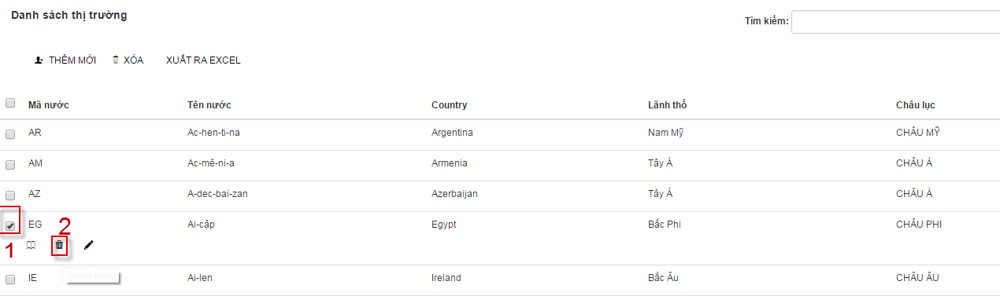 Danh sách thị trường
Tìm kiếm:
THÊM MỚI XÓA XUẤT RA EXCEL
Mã nước Tên nước Country Lãnh thổ Châu lục
AR Ac-hen-ti-na Argentina Nam Mỹ CHÂU MỸ
AM Ac-mê-ni-a Armenia Tây Á CHÂU Á
AZ A-dec-bai-zan Azerbaijan Tây Á CHÂU Á
EG Ai-cập Egypt Bắc Phi CHÂU PHI
1 2
IE Ai-len Ireland Bắc Âu CHÂU ÂU